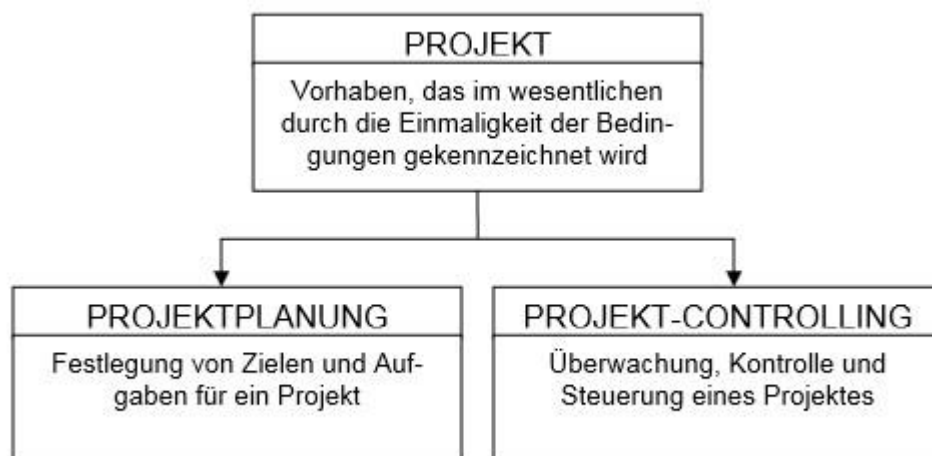 PROJEKT
Vorhaben, das im wesentlichen
durch die Einmaligkeit der Bedin-
gungen gekennzeichnet wird
PROJEKTPLANUNG
Festlegung von Zielen und Auf-
gaben für ein Projekt
PROJEKT-CONTROLLING
Überwachung, Kontrolle und
Steuerung eines Projektes